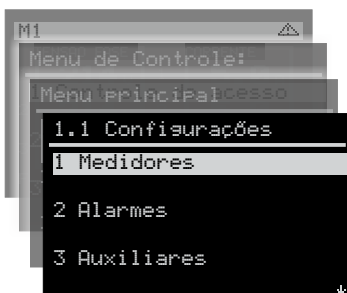 M1
Menu de Controle:
Menu principal
1.1 Configurações
1 Medidores
2 Alarmes
3 Auxiliares